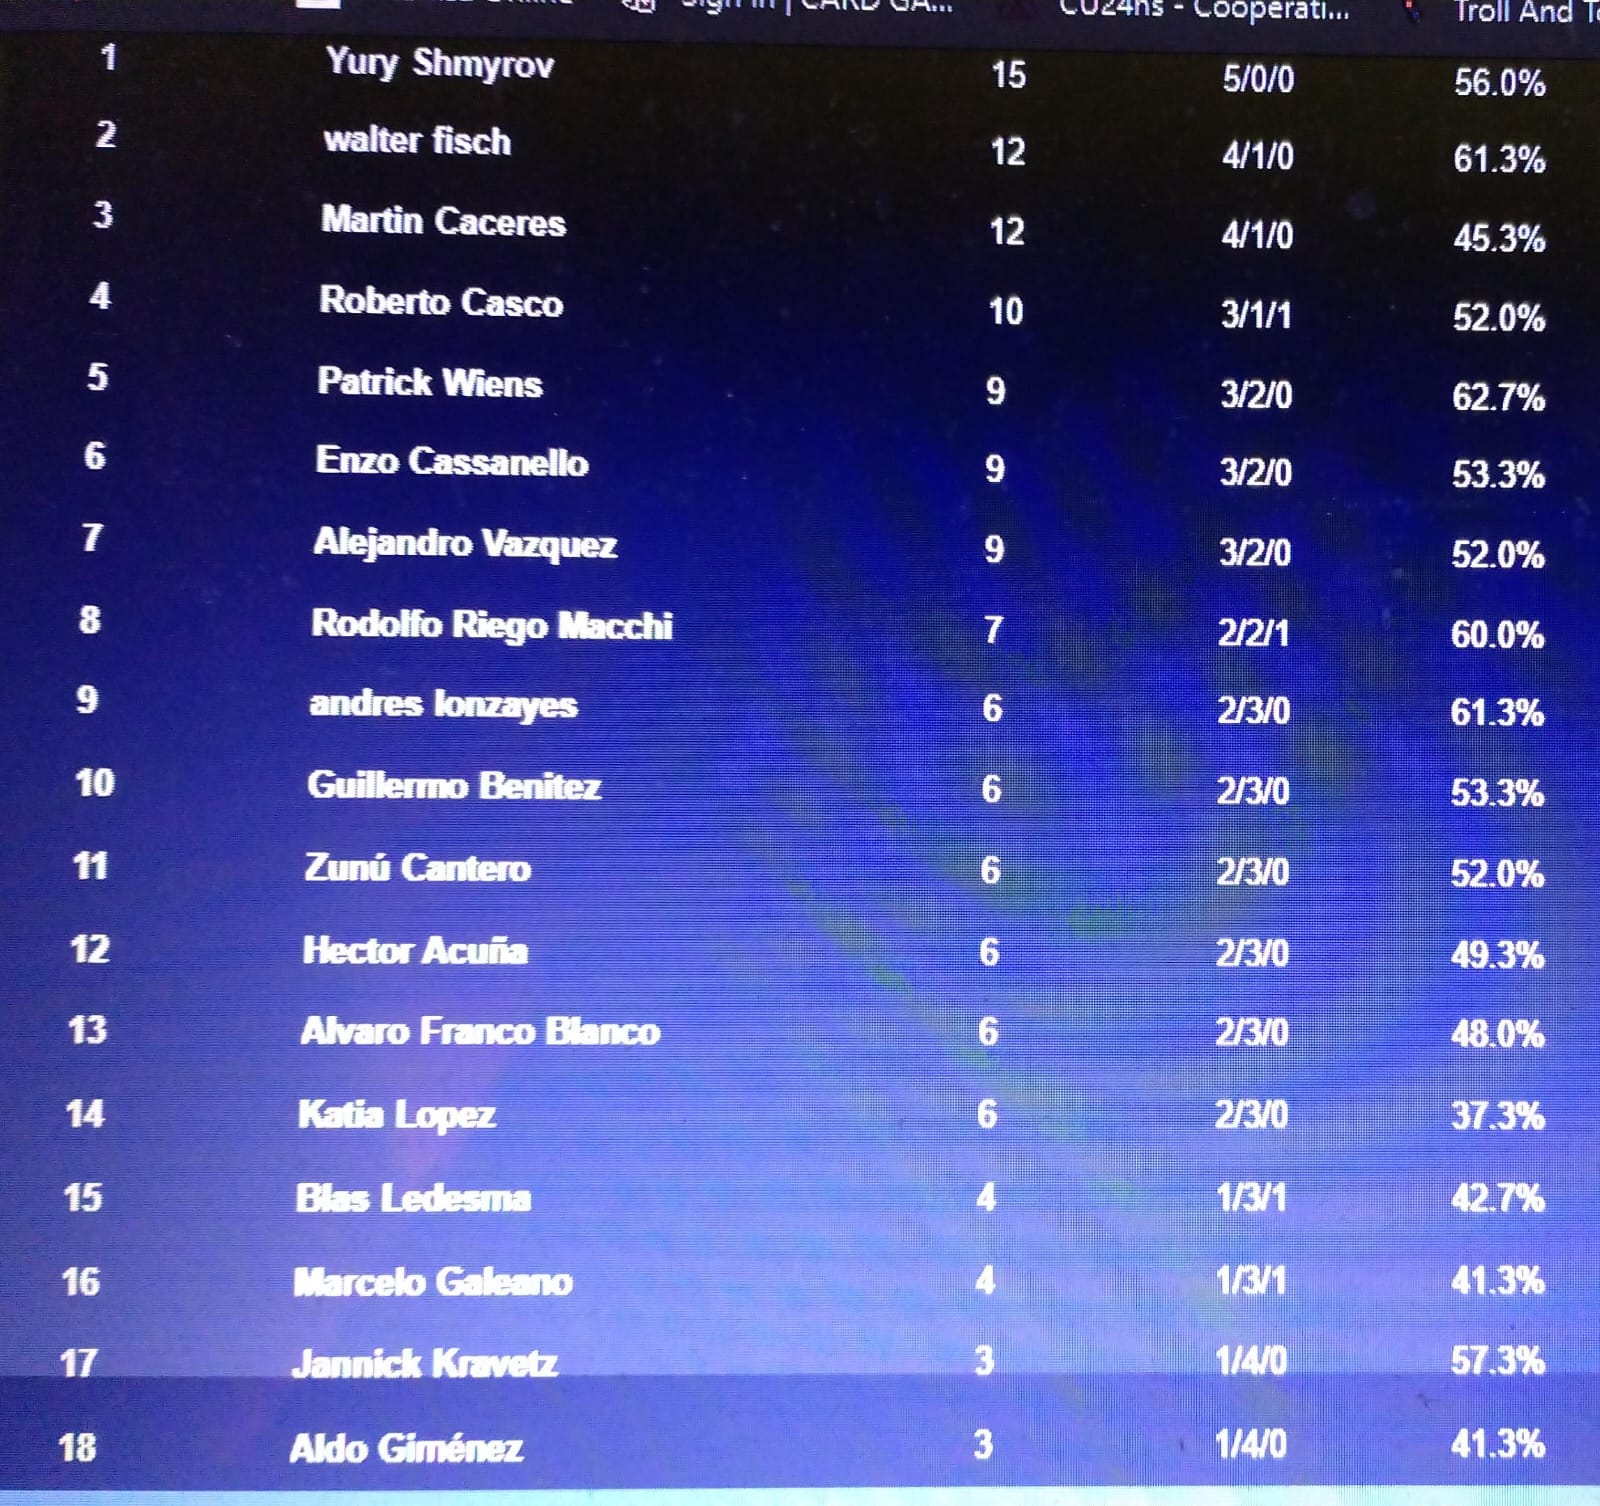 Sign in | CARD GA... CU24hs - Cooperati... Troll And
1 Yury Shmyrov 15 5/0/0 56.0%
2 walter fisch 12 4/1/0 61.3%
3 Martin Caceres 12 4/1/0 45.3%
4 Roberto Casco 10 3/1/1 52.0%
5 Patrick Wiens 9 3/2/0 62.7%
6 Enzo Cassanello 9 3/2/0 53.3%
7 Alejandro Vazquez 9 3/2/0 52.0%
8 Rodolfo Riego Macchi 7 2/2/1 60.0%
9 andres lonzayes 6 2/3/0 61.3%
10 Guillermo Benitez 6 2/3/0 53.3%
11 Zunú Cantero 6 2/3/0 52.0%
12 Hector Acuña 6 2/3/0 49.3%
13 Alvaro Franco Blanco 6 2/3/0 48.0%
14 Katia Lopez 6 2/3/0 37.3%
15 Blas Ledesma 4 1/3/1 42.7%
16 Marcelo Galeano 4 1/3/1 41.3%
17 Jannick Kravetz 3 1/4/0 57.3%
18 Aldo Giménez 3 1/4/0 41.3%